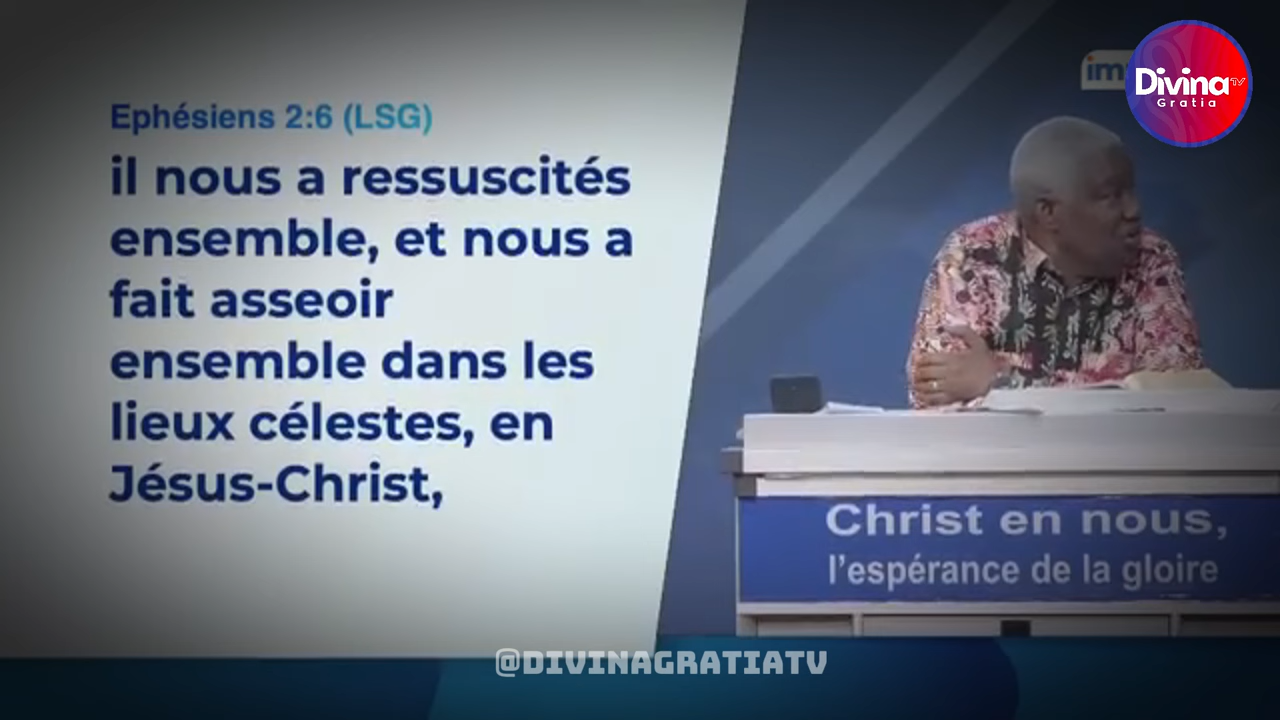 Ephésiens 2:6 (LSG)
il nous a ressuscités
ensemble, et nous a
fait asseoir
ensemble dans les
lieux célestes, en
Jésus-Christ,
Divina TV
Gratia
Christ en nous,
l'espérance de la gloire
@DIVINAGRATIATV